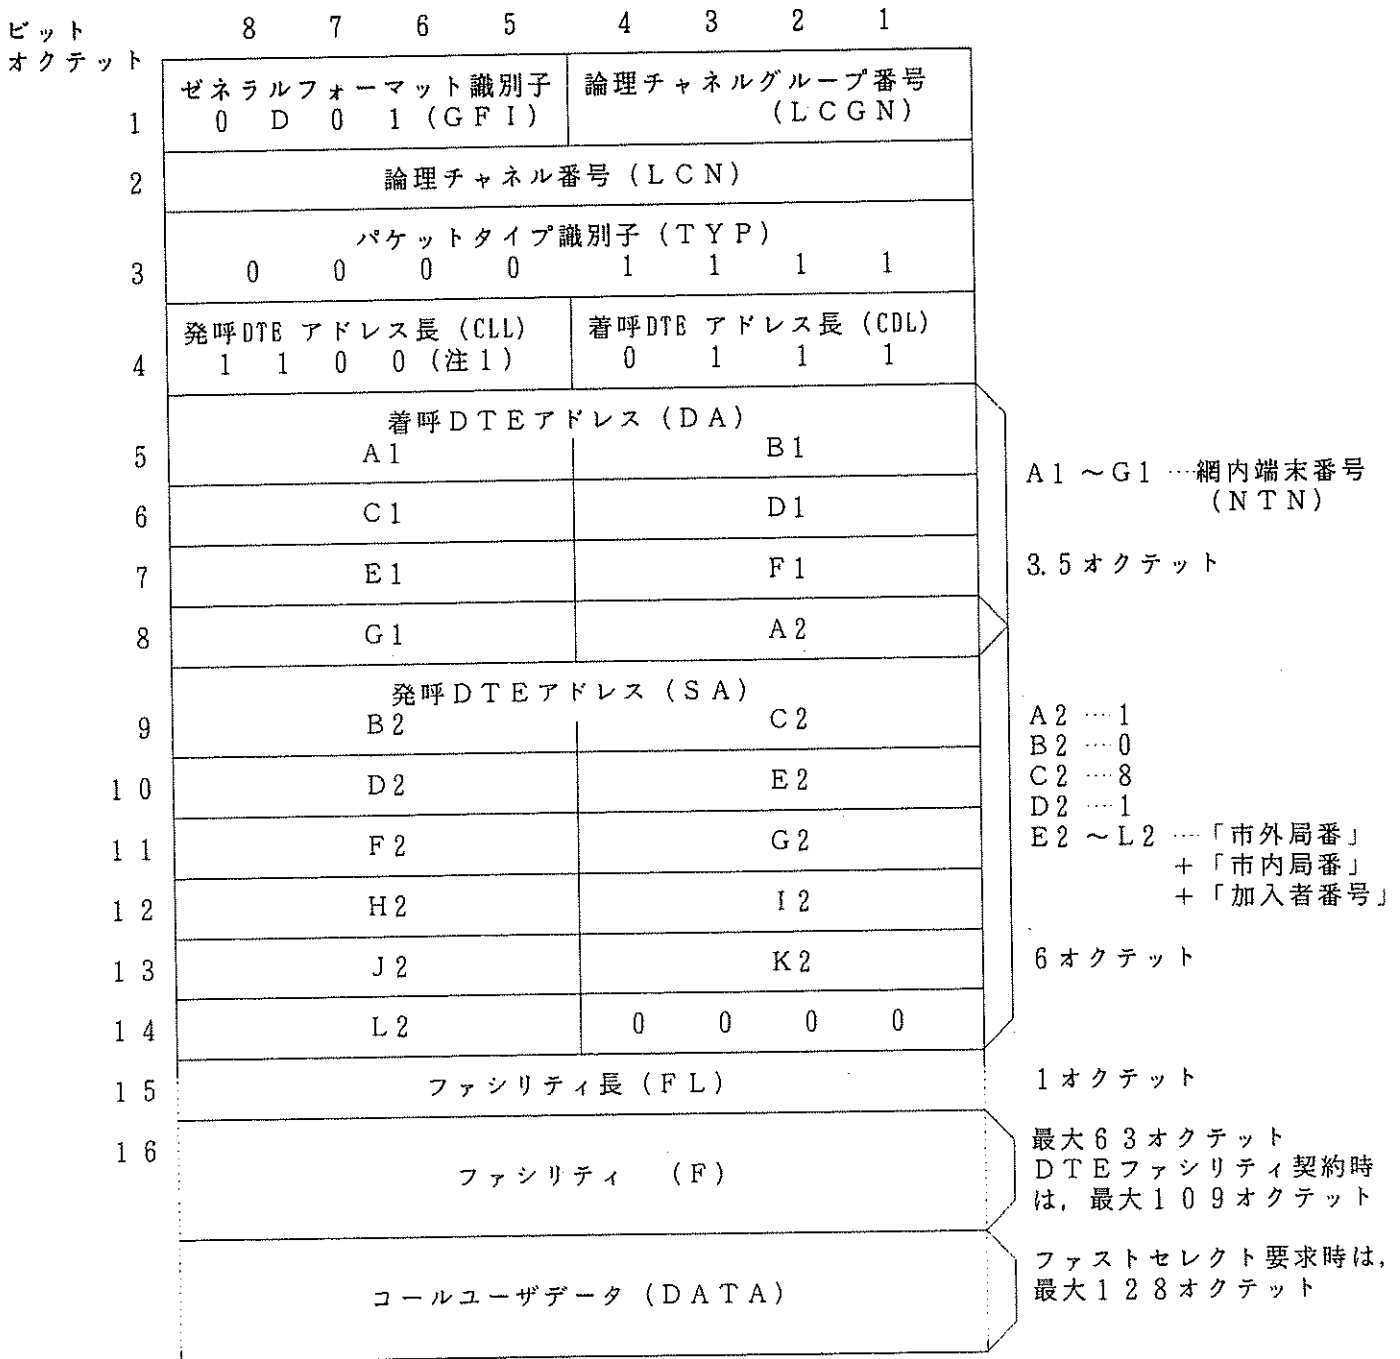 ビット 8 7 6 5 4 3 2 1
オクテット
ゼネラルフォーマット識別子 論理チャネルグループ番号
1 0 D 0 1 (GFI) (LCGN)
2 論理チャネル番号 (LCN)
パケットタイプ識別子 (TYP)
3 0 0 0 0 1 1 1 1
発呼DTE アドレス長 (CLL) 着呼DTE アドレス長 (CDL)
4 1 1 0 0 (注1) 0 1 1 1
着呼DTEアドレス (DA)
5 A1 B1
A1 ~G1 …網内端末番号
(NTN)
6 C1 D1
7 E1 F1 3.5オクテット
8 G1 A2
発呼DTEアドレス (SA)
9 B2 C2
A2 …1
B2 …0
C2 …8
D2 …1
E2 ~L2 …「市外局番」
+「市内局番」
+「加入者番号」
10 D2 E2
11 F2 G2
12 H2 I2
13 J2 K2 6オクテット
14 L2 0 0 0 0
15 ファシリティ長 (FL) 1オクテット
16 ファシリティ (F)
最大63オクテット
DTEファシリティ契約時
は,最大109オクテット
コールユーザデータ (DATA)
ファストセレクト要求時は,
最大128オクテット